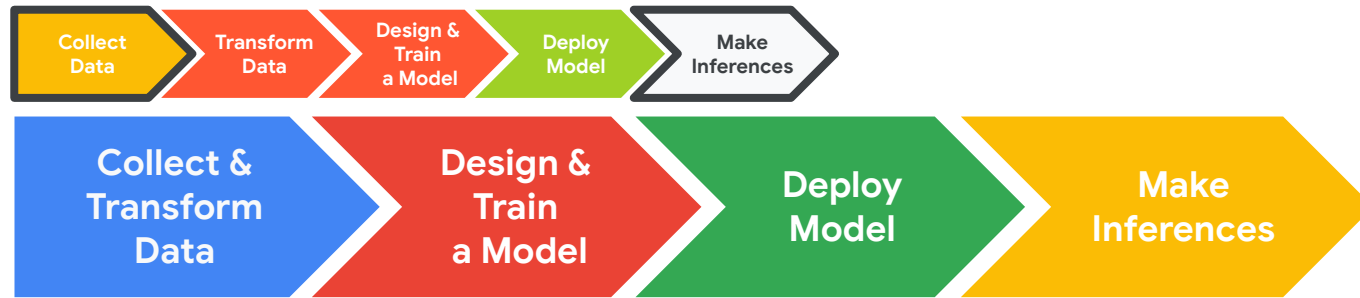 Collect
Data
Transform
Data
Design &
Train
a Model
Deploy
Model
Make
Inferences
Collect &
Transform
Data
Design &
Train
a Model
Deploy
Model
Make
Inferences